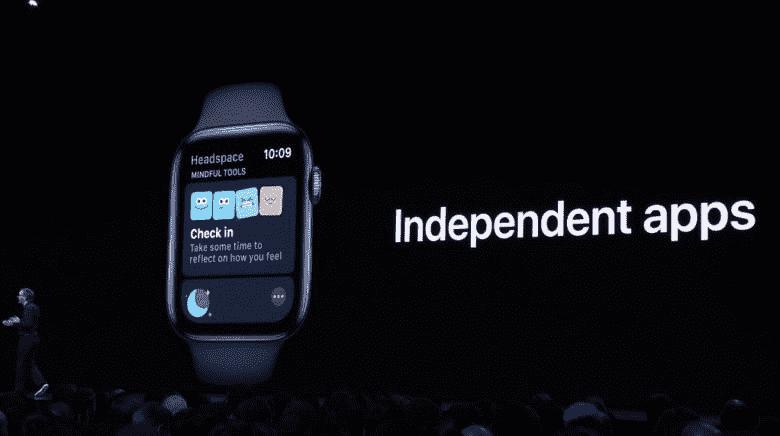 Headspace 10:09
MINDFUL TOOLS
Check in
Take some time to
reflect on how you feel
Independent apps